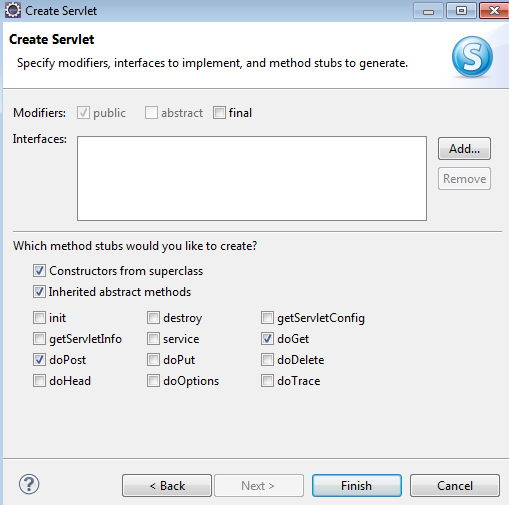 Create Servlet
Create Servlet
Specify modifiers, interfaces to implement, and method stubs to generate.
S
Modifiers: public abstract final
Interfaces:
Add...
Remove
Which method stubs would you like to create?
Constructors from superclass
Inherited abstract methods
init destroy getServletConfig
getServletInfo service doGet
doPost doPut doDelete
doHead doOptions doTrace
? < Back Next > Finish Cancel